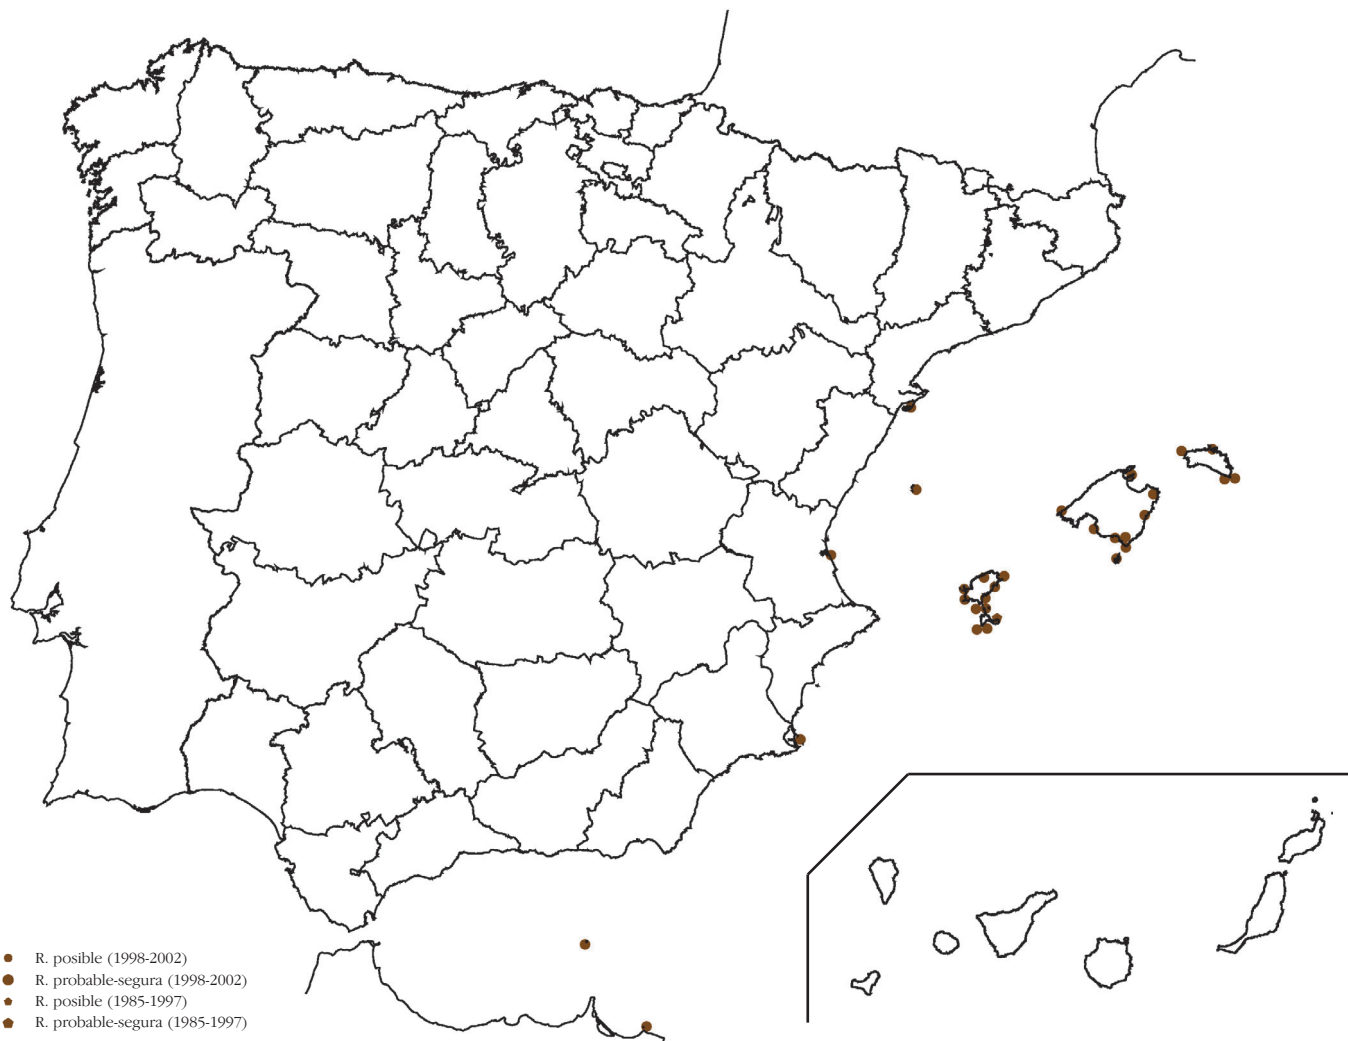 R. posible (1998-2002)
R. probable-segura (1998-2002)
R. posible (1985-1997)
R. probable-segura (1985-1997)